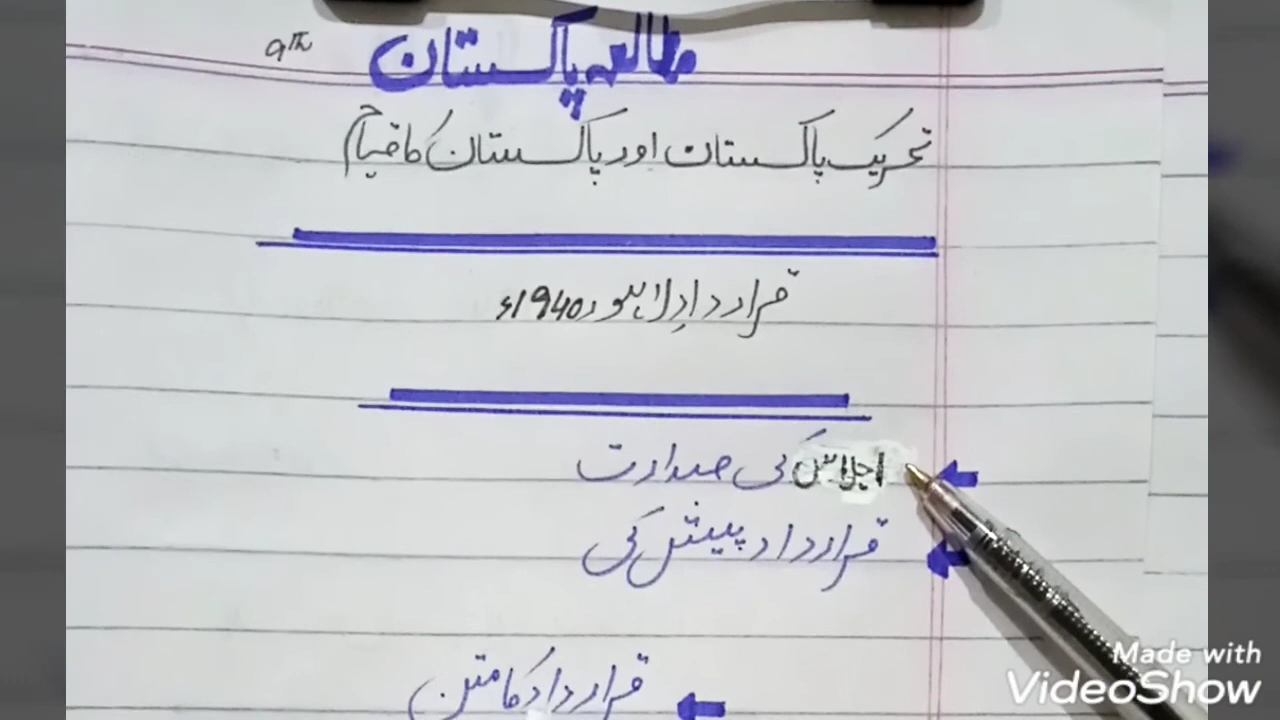 9th
مطالعہ پاکستان
تحریک پاکستان اور پاکستان کا قیام
قرارداد لاہور 1940ء
اجلاس کی صدارت
قرارداد پیش کی
قرارداد کا متن
Made with
VideoShow